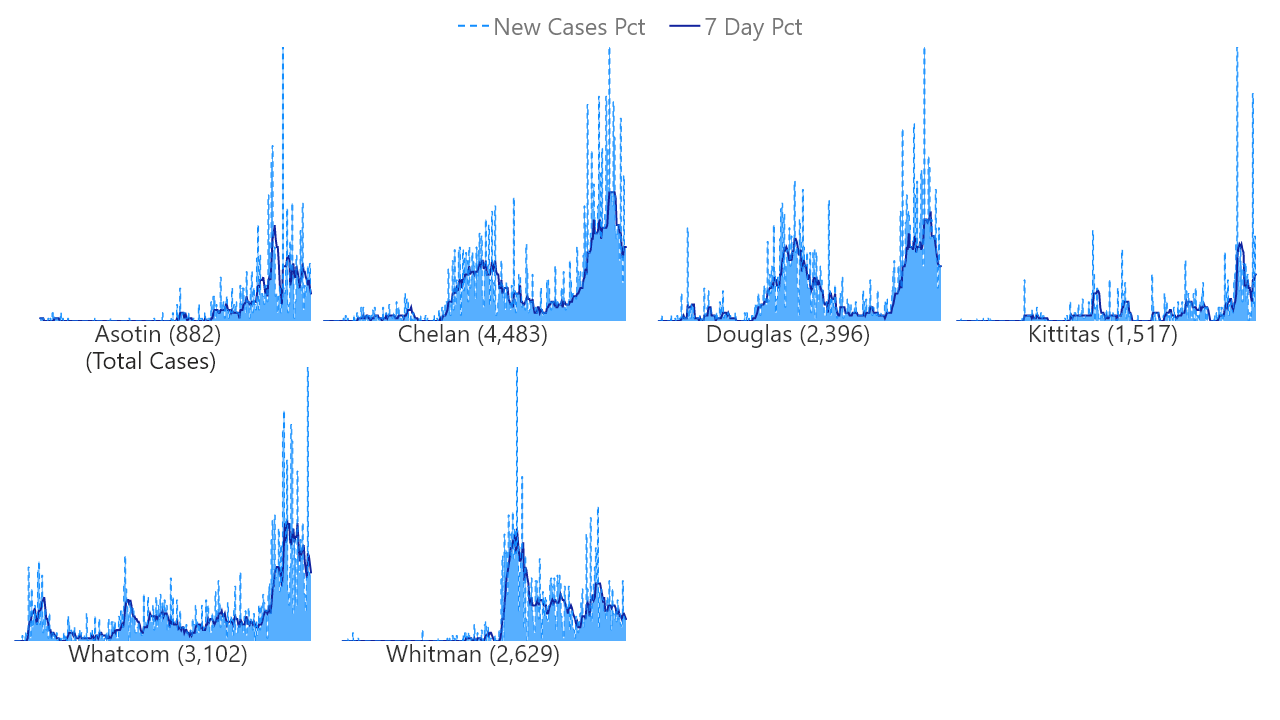 New Cases Pct 7 Day Pct
Asotin (882)
(Total Cases)
Chelan (4,483)
Douglas (2,396)
Kittitas (1,517)
Whatcom (3,102)
Whitman (2,629)